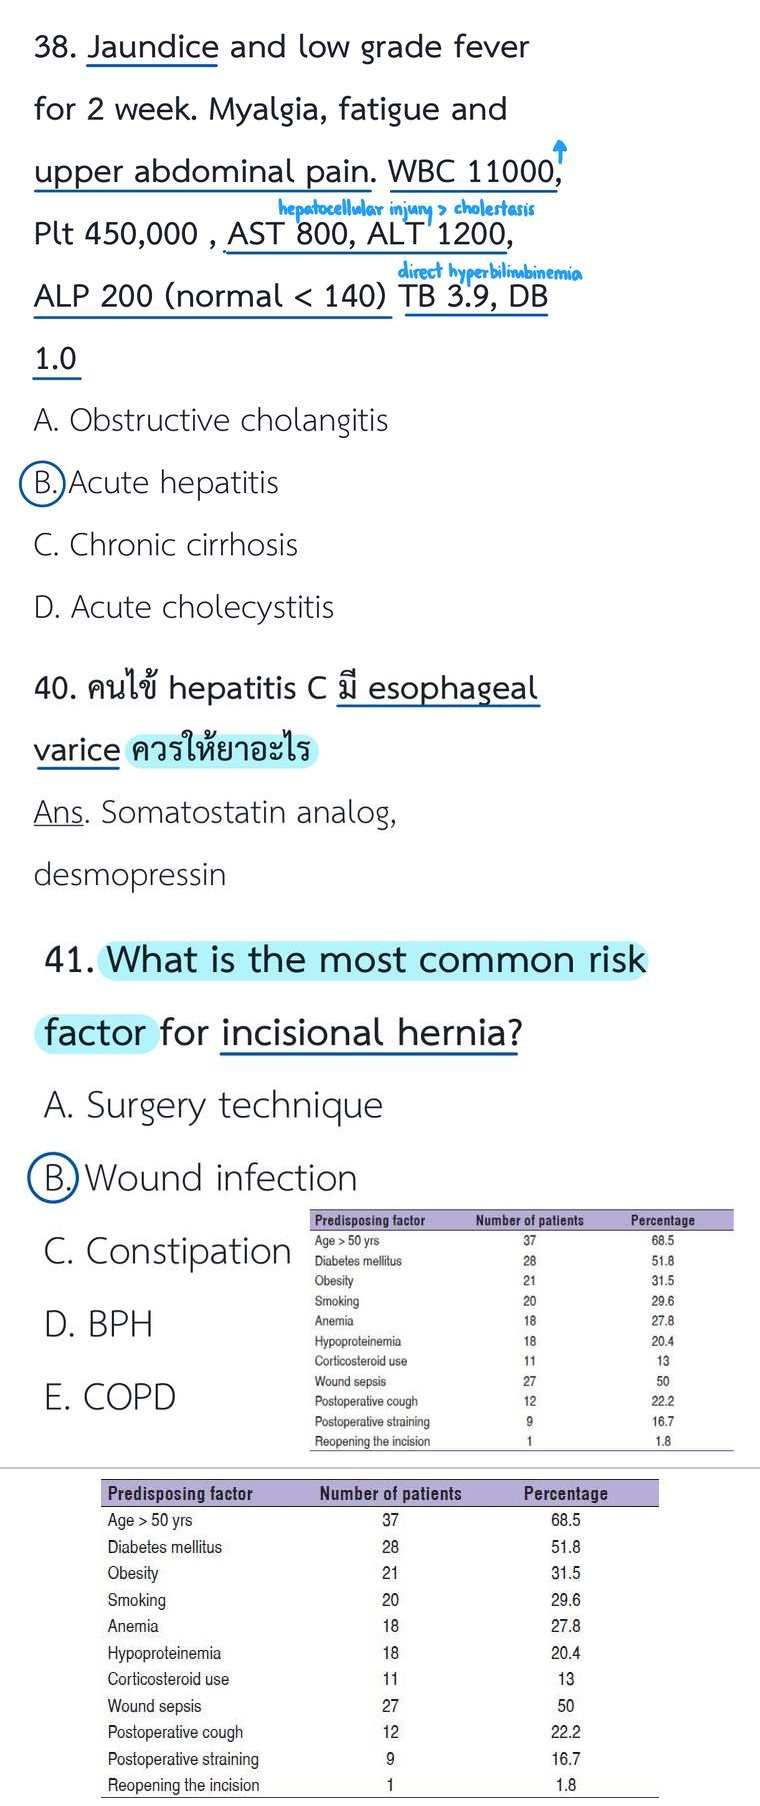 38. Jaundice and low grade fever
for 2 week. Myalgia, fatigue and
upper abdominal pain. WBC 11000,↑
hepatocellular injury > cholestasis
Plt 450,000 , AST 800, ALT 1200,
direct hyperbilirubinemia
ALP 200 (normal < 140) TB 3.9, DB
1.0
A. Obstructive cholangitis
B. Acute hepatitis
C. Chronic cirrhosis
D. Acute cholecystitis
40. คนไข้ hepatitis C มี esophageal
varice ควรให้ยาอะไร
Ans. Somatostatin analog,
desmopressin
41. What is the most common risk
factor for incisional hernia?
A. Surgery technique
B. Wound infection
C. Constipation
D. BPH
E. COPD
Predisposing factor Number of patients Percentage
Age > 50 yrs 37 68.5
Diabetes mellitus 28 51.8
Obesity 21 31.5
Smoking 20 29.6
Anemia 18 27.8
Hypoproteinemia 18 20.4
Corticosteroid use 11 13
Wound sepsis 27 50
Postoperative cough 12 22.2
Postoperative straining 9 16.7
Reopening the incision 1 1.8
Predisposing factor Number of patients Percentage
Age > 50 yrs 37 68.5
Diabetes mellitus 28 51.8
Obesity 21 31.5
Smoking 20 29.6
Anemia 18 27.8
Hypoproteinemia 18 20.4
Corticosteroid use 11 13
Wound sepsis 27 50
Postoperative cough 12 22.2
Postoperative straining 9 16.7
Reopening the incision 1 1.8